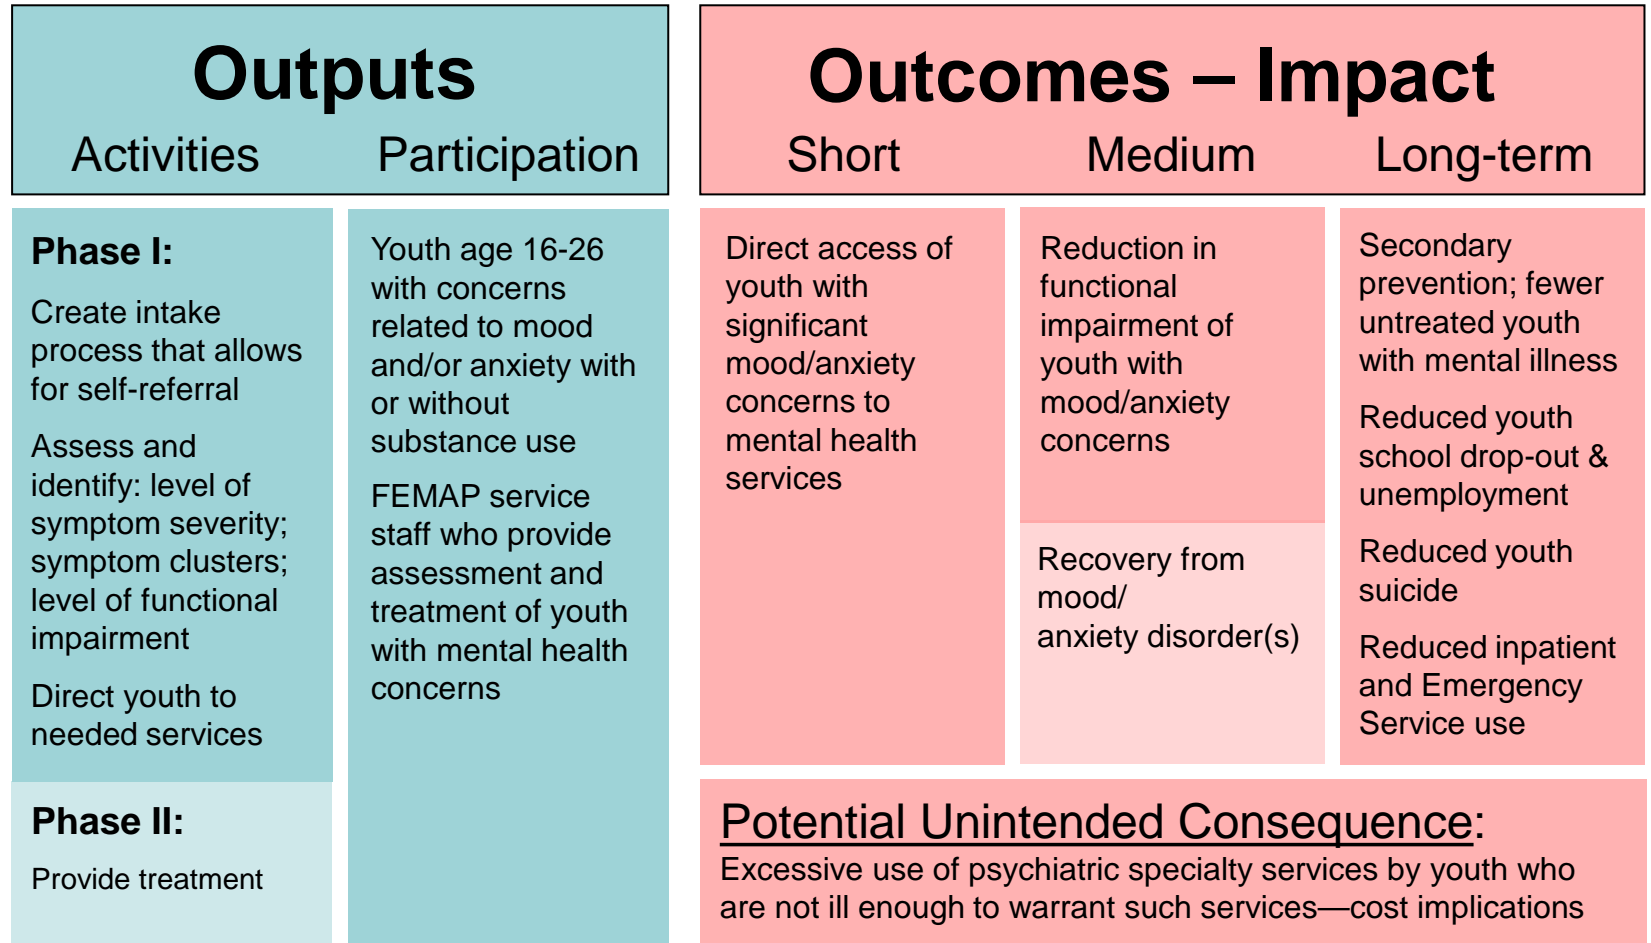 Outputs
Activities
Participation
Outcomes – Impact
Short
Medium
Long-term
Phase I:
Create intake
process that allows
for self-referral
Assess and
identify: level of
symptom severity;
symptom clusters;
level of functional
impairment
Direct youth to
needed services
Phase II:
Provide treatment
Youth age 16-26
with concerns
related to mood
and/or anxiety with
or without
substance use
FEMAP service
staff who provide
assessment and
treatment of youth
with mental health
concerns
Direct access of
youth with
significant
mood/anxiety
concerns to
mental health
services
Reduction in
functional
impairment of
youth with
mood/anxiety
concerns
Recovery from
mood/
anxiety disorder(s)
Secondary
prevention; fewer
untreated youth
with mental illness
Reduced youth
school drop-out &
unemployment
Reduced youth
suicide
Reduced inpatient
and Emergency
Service use
Potential Unintended Consequence:
Excessive use of psychiatric specialty services by youth who
are not ill enough to warrant such services—cost implications